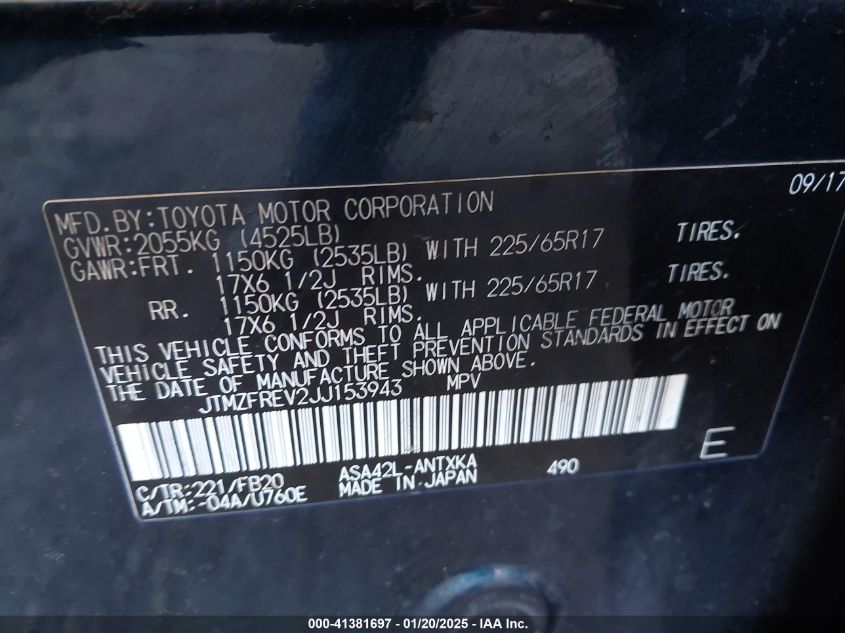 09/17
MFD.BY:TOYOTA MOTOR CORPORATION
GVWR:2055KG (4525LB)
GAWR:FRT. 1150KG (2535LB) WITH 225/65R17 TIRES.
17X6 1/2J RIMS.
RR. 1150KG (2535LB) WITH 225/65R17 TIRES.
17X6 1/2J RIMS.
THIS VEHICLE CONFORMS TO ALL APPLICABLE FEDERAL MOTOR
VEHICLE SAFETY AND THEFT PREVENTION STANDARDS IN EFFECT ON
THE DATE OF MANUFACTURE SHOWN ABOVE.
JTMZFREV2JJ153943 MPV
C/TR:221/FB20 ASA42L-ANTXKA 490 E
A/TM:-04A/U760E MADE IN JAPAN
000-41381697 - 01/20/2025 - IAA Inc.